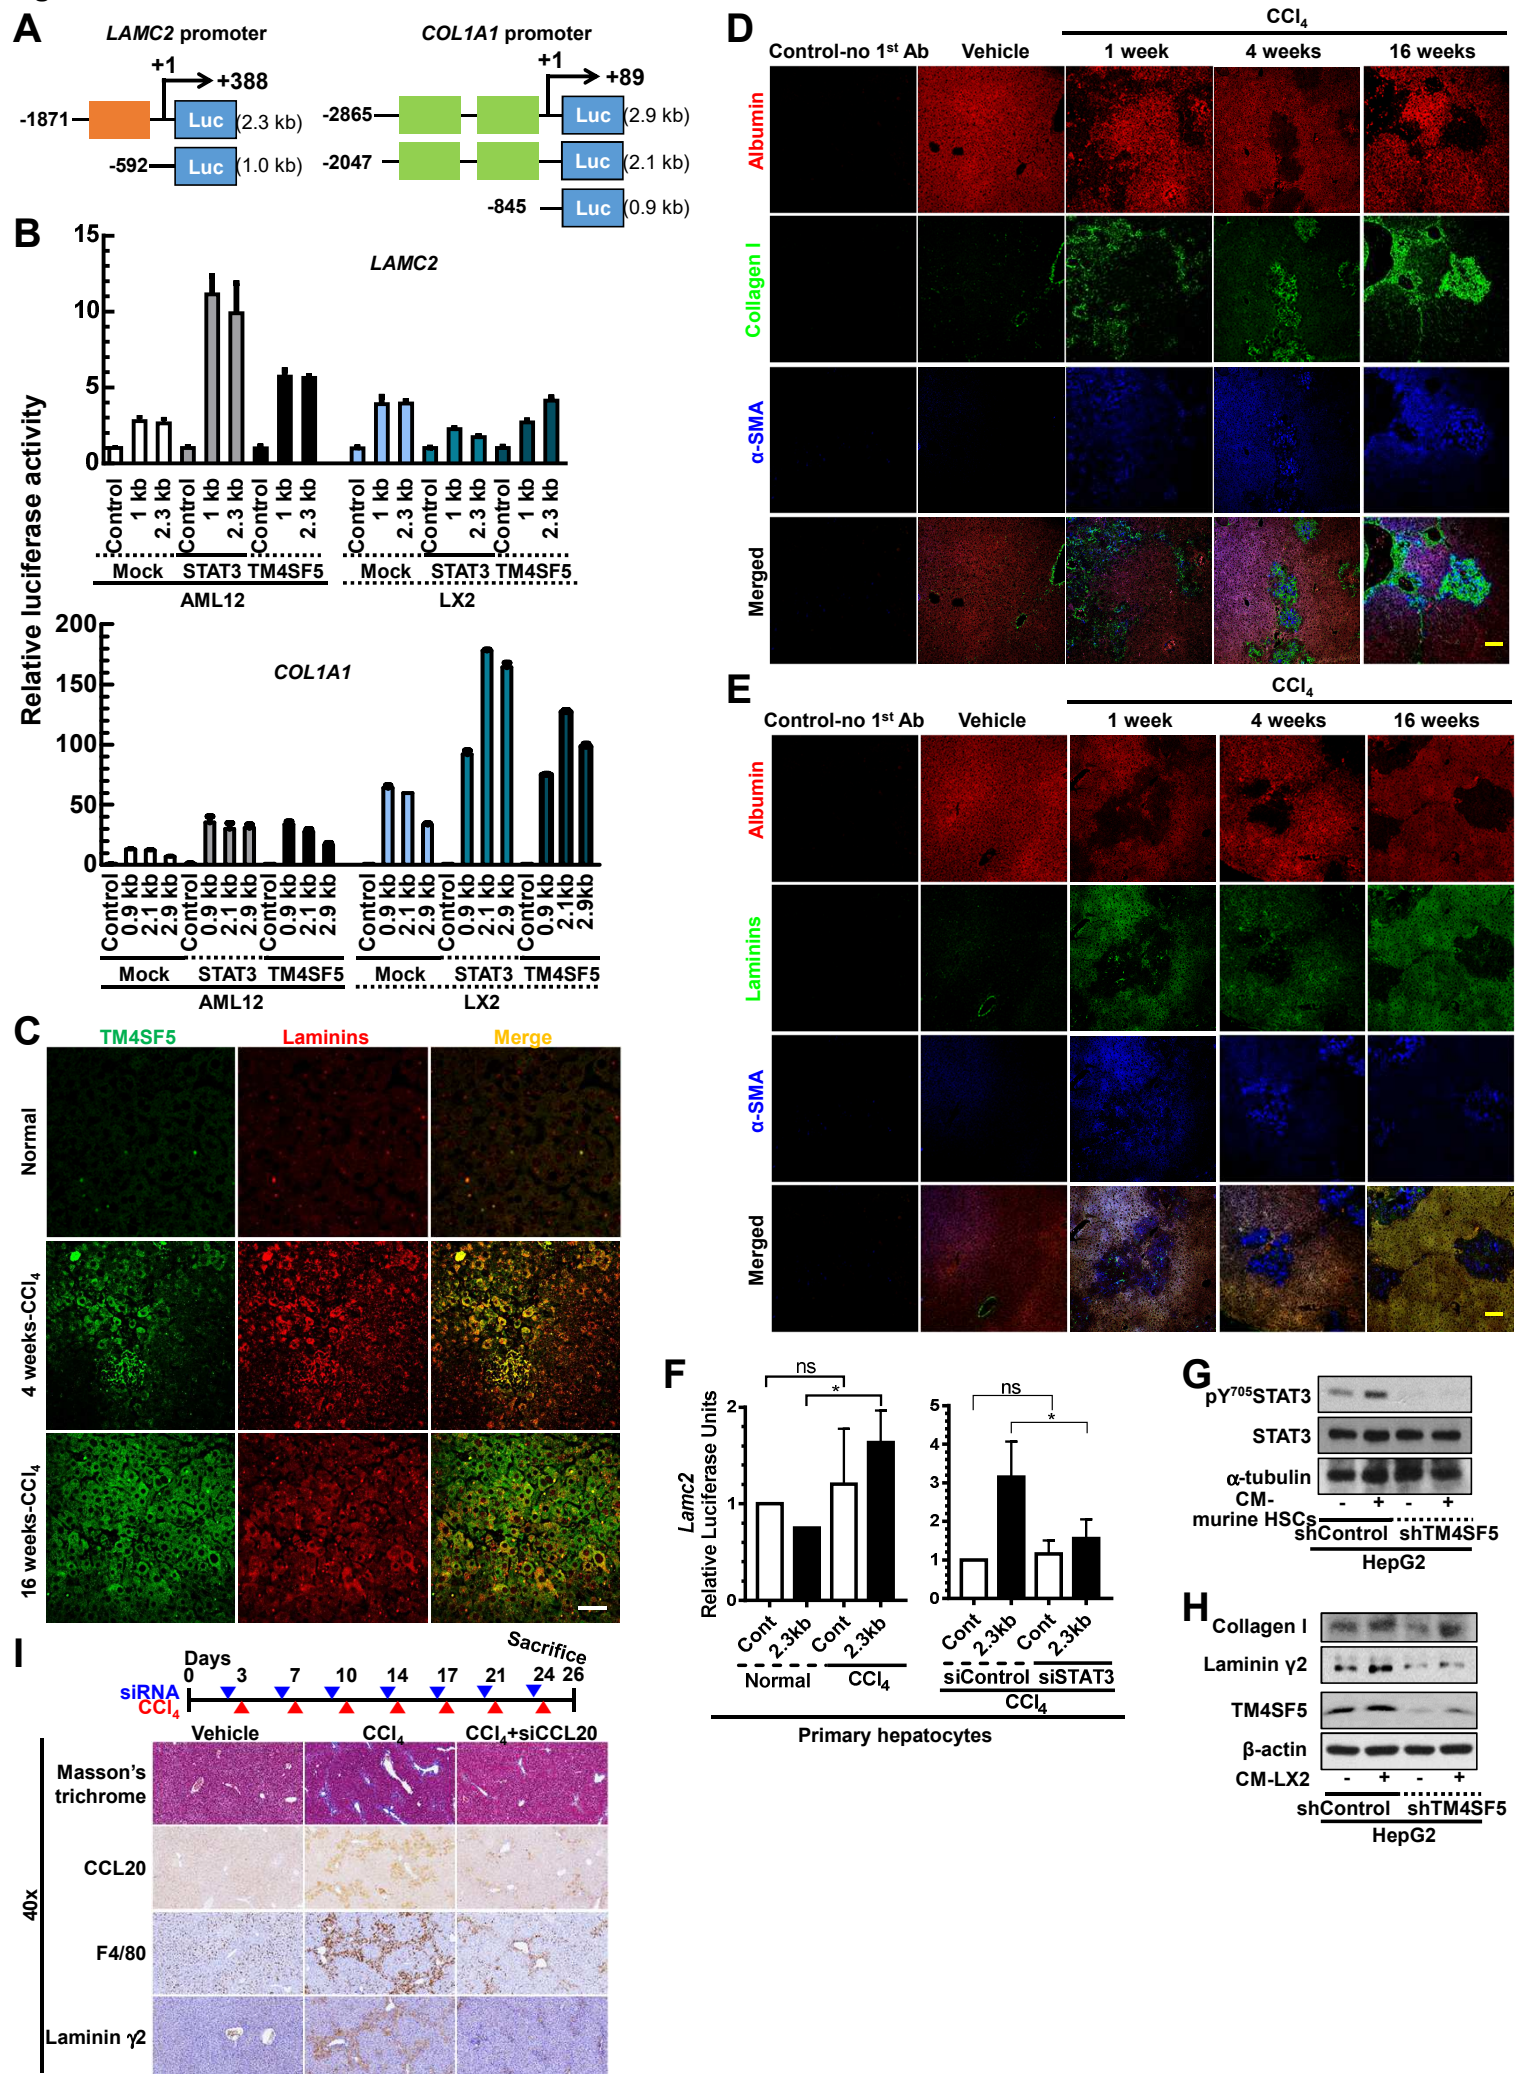 A
LAMC2 promoter
COL1A1 promoter
+1
+388
+1
+89
-1871
Luc
(2.3 kb)
-2865
Luc
(2.9 kb)
-592
Luc
(1.0 kb)
-2047
Luc
(2.1 kb)
-845
Luc
(0.9 kb)
B
Relative luciferase activity
15
10
5
0
LAMC2
Control 1 kb 2.3 kb Control 1 kb 2.3 kb Control 1 kb 2.3 kb
Control 1 kb 2.3 kb Control 1 kb 2.3 kb Control 1 kb 2.3 kb
Mock STAT3 TM4SF5 Mock STAT3 TM4SF5
AML12 LX2
200
150
100
50
0
COL1A1
Control 0.9 kb 2.1 kb 2.9 kb Control 0.9 kb 2.1 kb 2.9 kb Control 0.9 kb 2.1 kb 2.9 kb
Control 0.9 kb 2.1 kb 2.9 kb Control 0.9 kb 2.1 kb 2.9 kb Control 0.9 kb 2.1kb 2.9kb
Mock STAT3 TM4SF5 Mock STAT3 TM4SF5
AML12 LX2
C
TM4SF5 Laminins Merge
Normal
4 weeks-CCl4
16 weeks-CCl4
D
CCl4
Control-no 1st Ab Vehicle 1 week 4 weeks 16 weeks
Albumin
Collagen I
α-SMA
Merged
E
CCl4
Control-no 1st Ab Vehicle 1 week 4 weeks 16 weeks
Albumin
Laminins
α-SMA
Merged
F
Lamc2
Relative Luciferase Units
ns
*
2
1
0
Cont 2.3kb Cont 2.3kb
Normal CCl4
ns
*
5
4
3
2
1
0
Cont 2.3kb Cont 2.3kb
siControl siSTAT3
CCl4
Primary hepatocytes
G
pY705STAT3
STAT3
α-tubulin
CM-
murine HSCs
- + - +
shControl shTM4SF5
HepG2
H
Collagen I
Laminin γ2
TM4SF5
β-actin
CM-LX2 - + - +
shControl shTM4SF5
HepG2
I
Days
Sacrifice
0 3 7 10 14 17 21 24 26
siRNA
CCl4
Vehicle CCl4 CCl4+siCCL20
40x
Masson's
trichrome
CCL20
F4/80
Laminin γ2